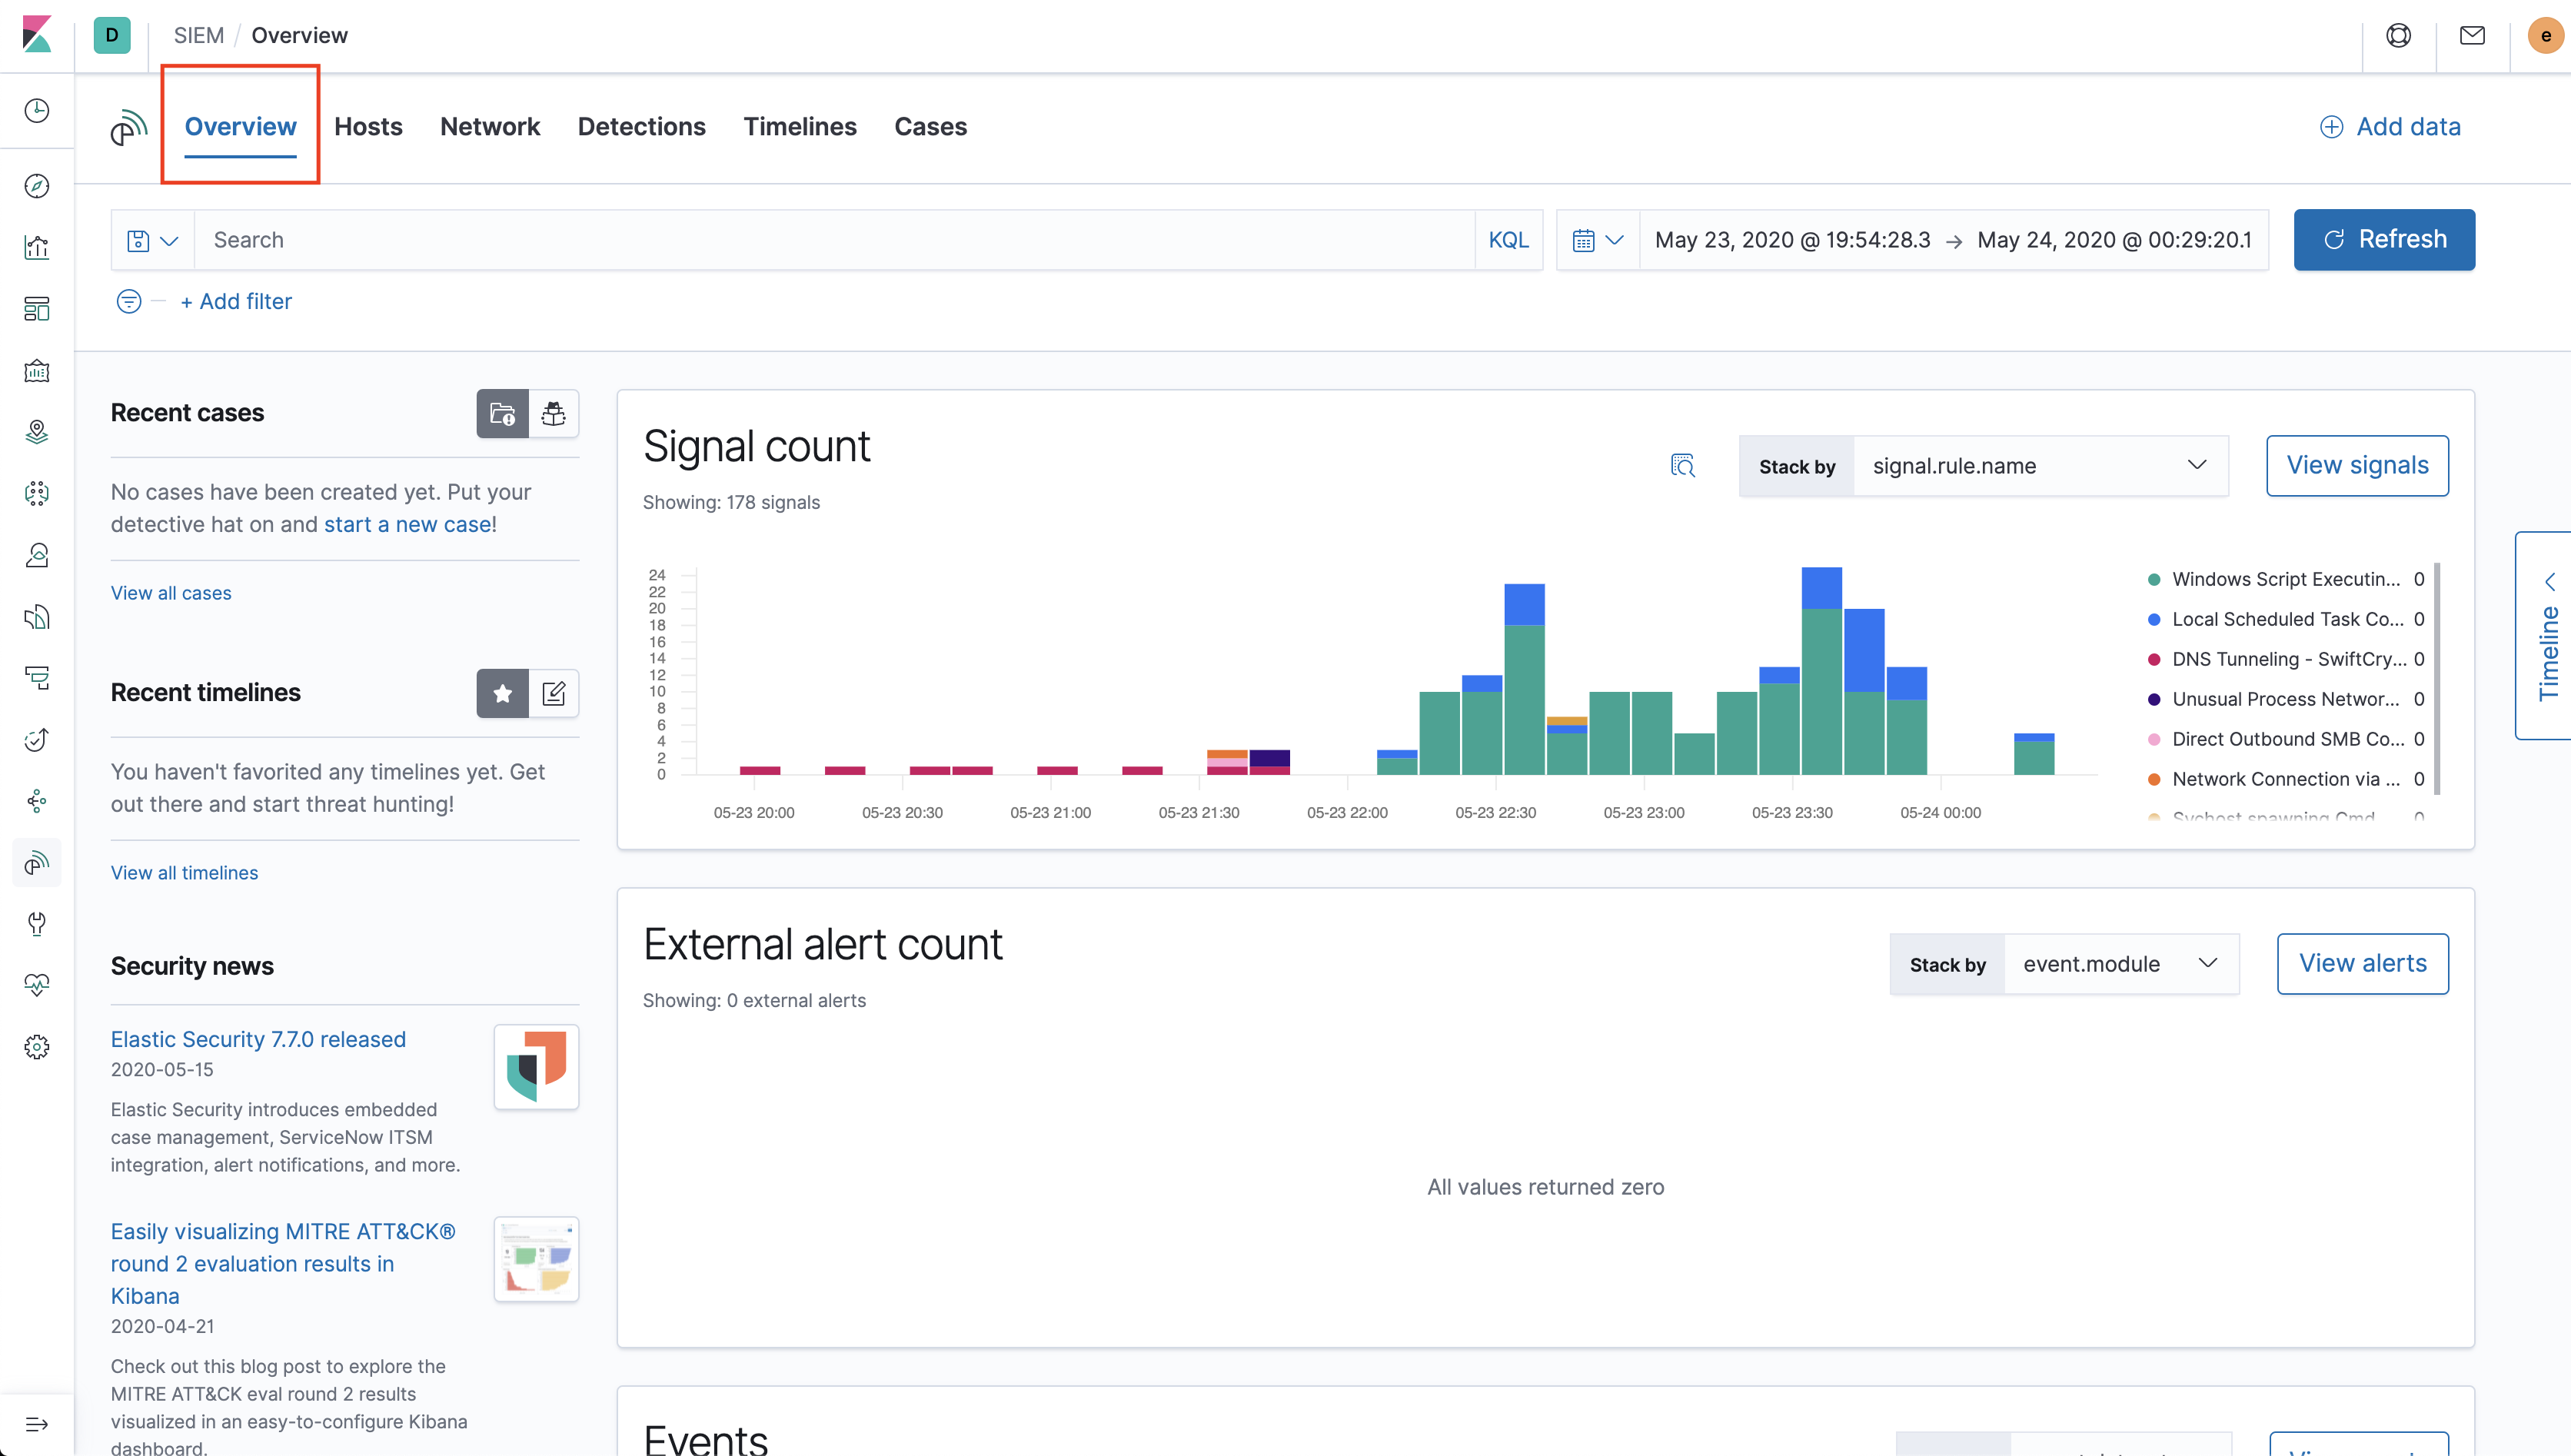 D SIEM / Overview e
Overview Hosts Network Detections Timelines Cases
+ Add data
Search KQL
May 23, 2020 @ 19:54:28.3 → May 24, 2020 @ 00:29:20.1
Refresh
+ Add filter
Recent cases
No cases have been created yet. Put your
detective hat on and start a new case!
View all cases
Recent timelines
You haven't favorited any timelines yet. Get
out there and start threat hunting!
View all timelines
Security news
Elastic Security 7.7.0 released
2020-05-15
Elastic Security introduces embedded
case management, ServiceNow ITSM
integration, alert notifications, and more.
Easily visualizing MITRE ATT&CK®
round 2 evaluation results in
Kibana
2020-04-21
Check out this blog post to explore the
MITRE ATT&CK eval round 2 results
visualized in an easy-to-configure Kibana
dashboard.
Signal count
Showing: 178 signals
Stack by signal.rule.name
View signals
24
22
20
18
16
14
12
10
8
6
4
2
0
05-23 20:00 05-23 20:30 05-23 21:00 05-23 21:30 05-23 22:00 05-23 22:30 05-23 23:00 05-23 23:30 05-24 00:00
Windows Script Executin... 0
Local Scheduled Task Co... 0
DNS Tunneling - SwiftCry... 0
Unusual Process Networ... 0
Direct Outbound SMB Co... 0
Network Connection via ... 0
Svchost spawning Cmd 0
Timeline
External alert count
Showing: 0 external alerts
Stack by event.module
View alerts
All values returned zero
Events